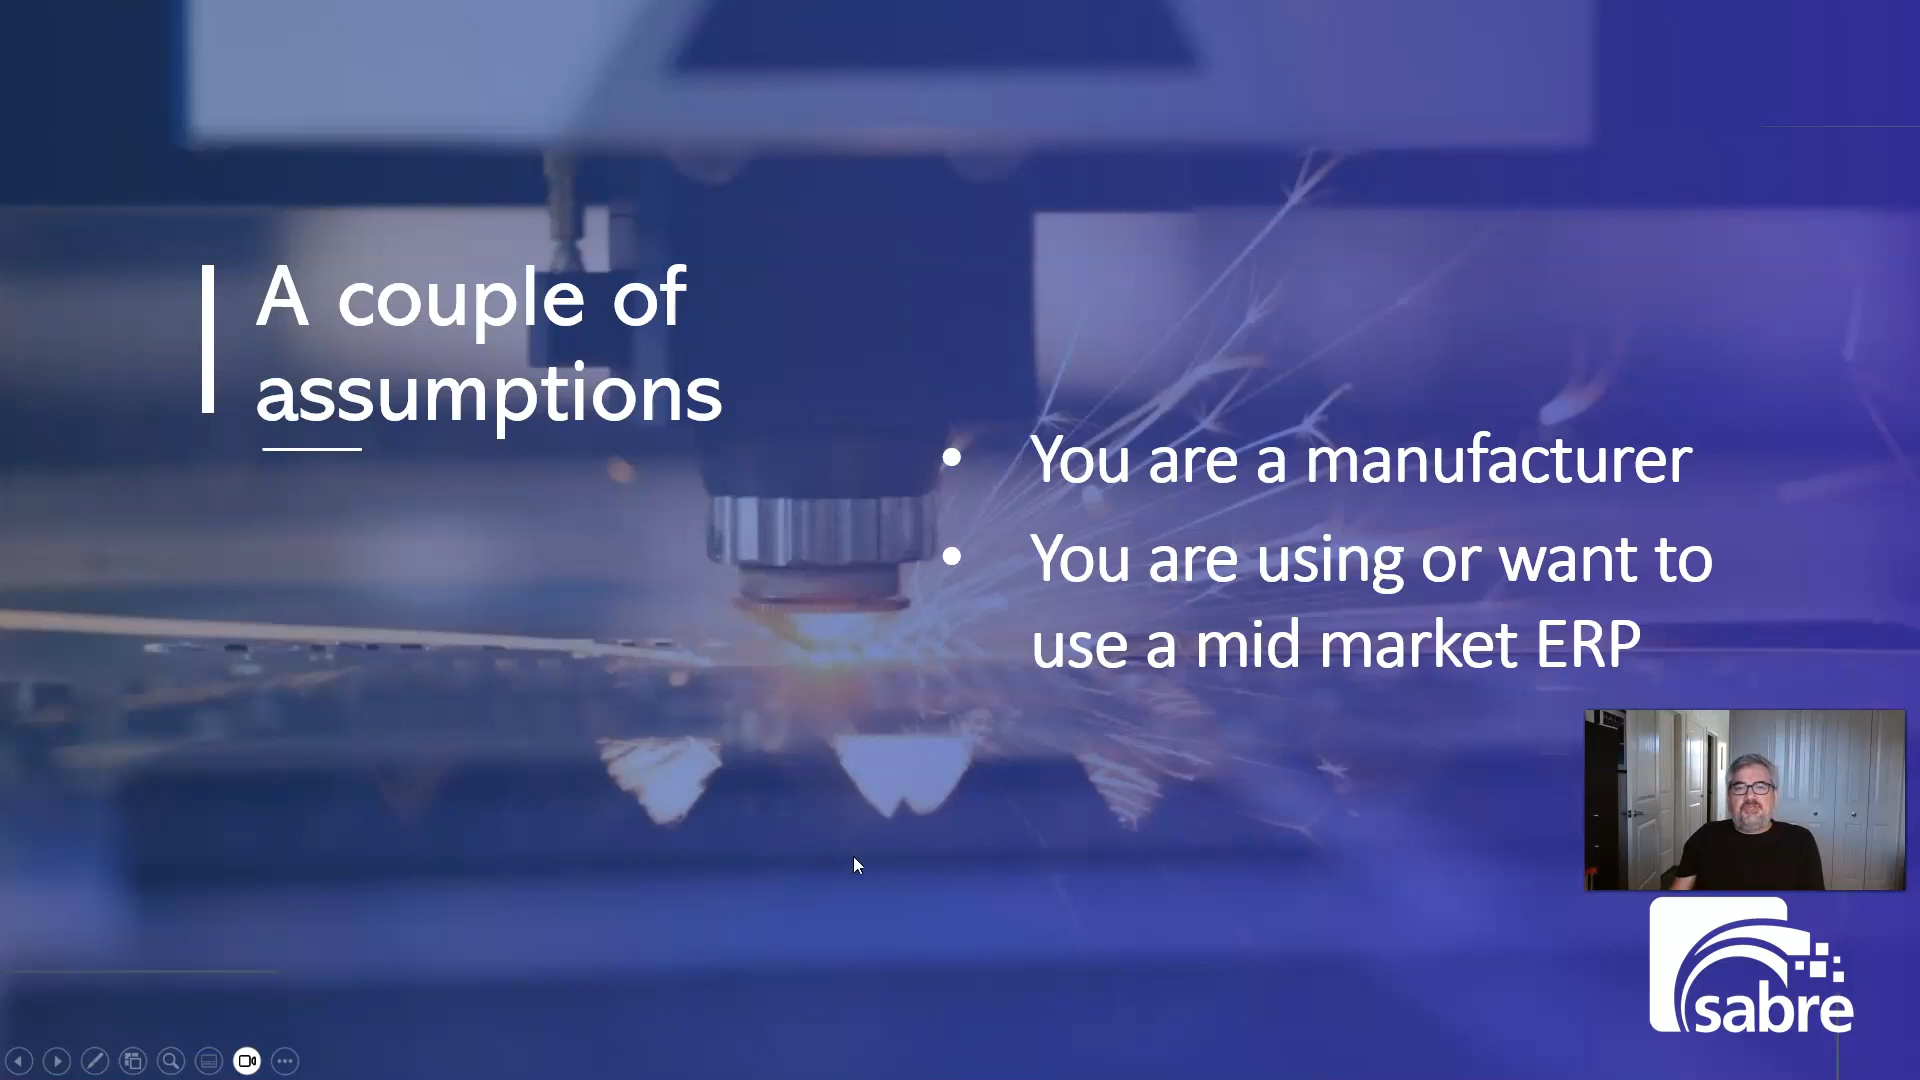 A couple of
assumptions
• You are a manufacturer
• You are using or want to
use a mid market ERP
sabre